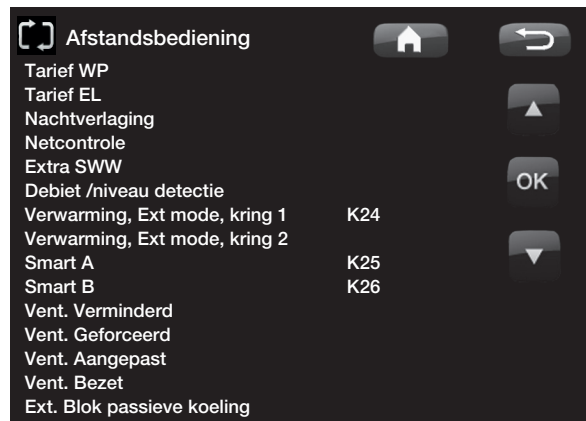 Afstandsbediening
Tarief WP
Tarief EL
Nachtverlaging
Netcontrole
Extra SWW
Debiet /niveau detectie
OK
Verwarming, Ext mode, kring 1 K24
Verwarming, Ext mode, kring 2
Smart A K25
Smart B K26
Vent. Verminderd
Vent. Geforceerd
Vent. Aangepast
Vent. Bezet
Ext. Blok passieve koeling